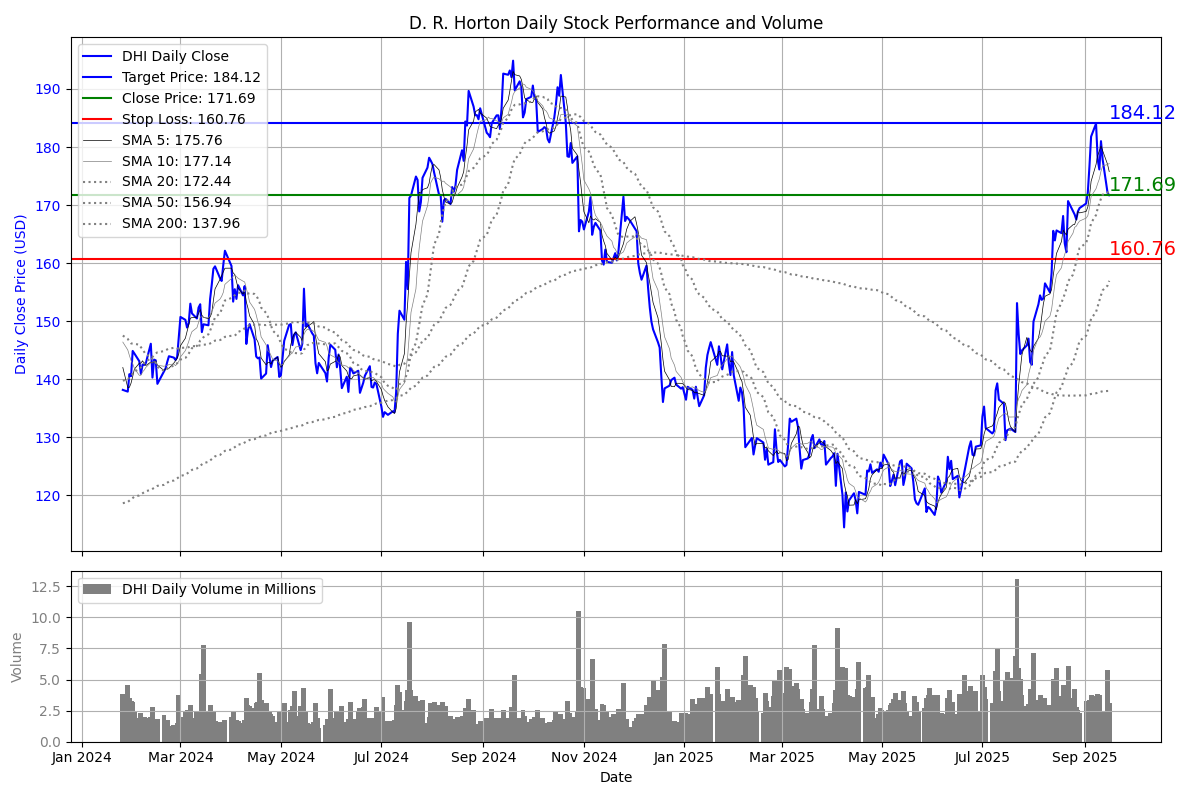 D. R. Horton Daily Stock Performance and Volume
DHI Daily Close
Target Price: 184.12
Close Price: 171.69
Stop Loss: 160.76
SMA 5: 175.76
SMA 10: 177.14
SMA 20: 172.44
SMA 50: 156.94
SMA 200: 137.96
184.12
171.69
160.76
Daily Close Price (USD)
190
180
170
160
150
140
130
120
DHI Daily Volume in Millions
Volume
12.5
10.0
7.5
5.0
2.5
0.0
Jan 2024 Mar 2024 May 2024 Jul 2024 Sep 2024 Nov 2024 Jan 2025 Mar 2025 May 2025 Jul 2025 Sep 2025
Date